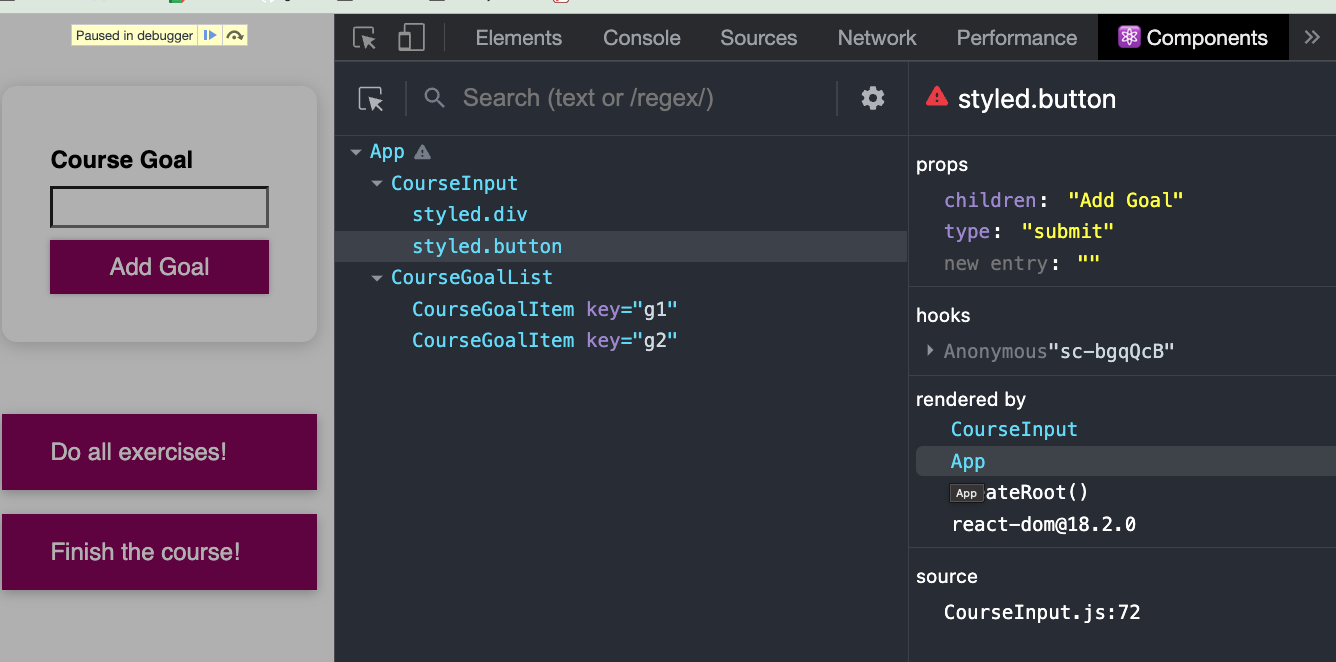 Paused in debugger
Course Goal
Add Goal
Do all exercises!
Finish the course!
Elements Console Sources Network Performance Components »
Search (text or /regex/)
App
CourseInput
styled.div
styled.button
CourseGoalList
CourseGoalItem key="g1"
CourseGoalItem key="g2"
styled.button
props
children: "Add Goal"
type: "submit"
new entry: ""
hooks
Anonymous"sc-bgqQcB"
rendered by
CourseInput
App
App ateRoot()
react-dom@18.2.0
source
CourseInput.js:72